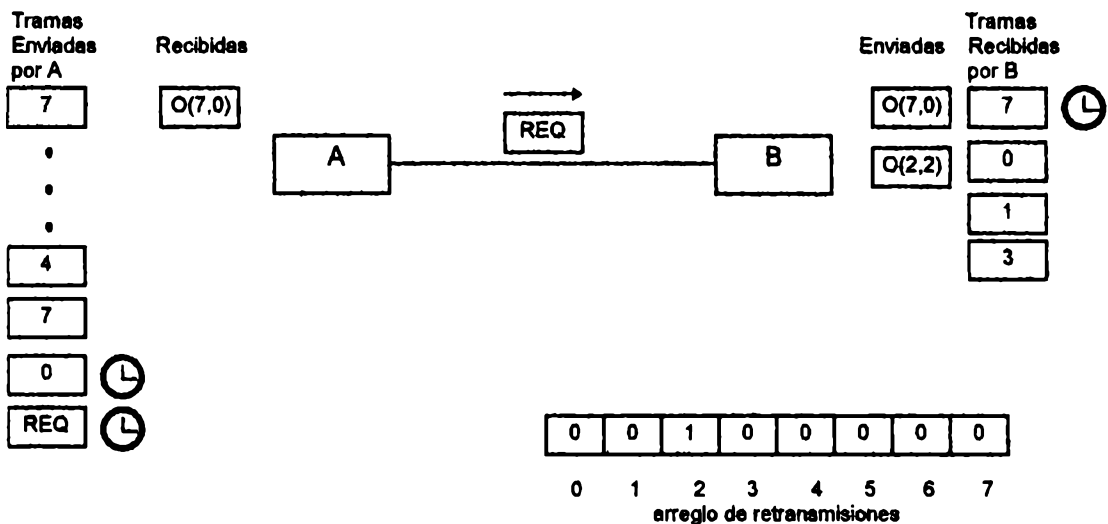 Tramas
Enviadas
por A
Recibidas
Enviadas
Tramas
Recibidas
por B
7
O(7,0)
REQ
O(7,0)
7
A
B
O(2,2)
0
1
4
3
7
0
REQ
0 0 1 0 0 0 0 0
0 1 2 3 4 5 6 7
arreglo de retransmisiones